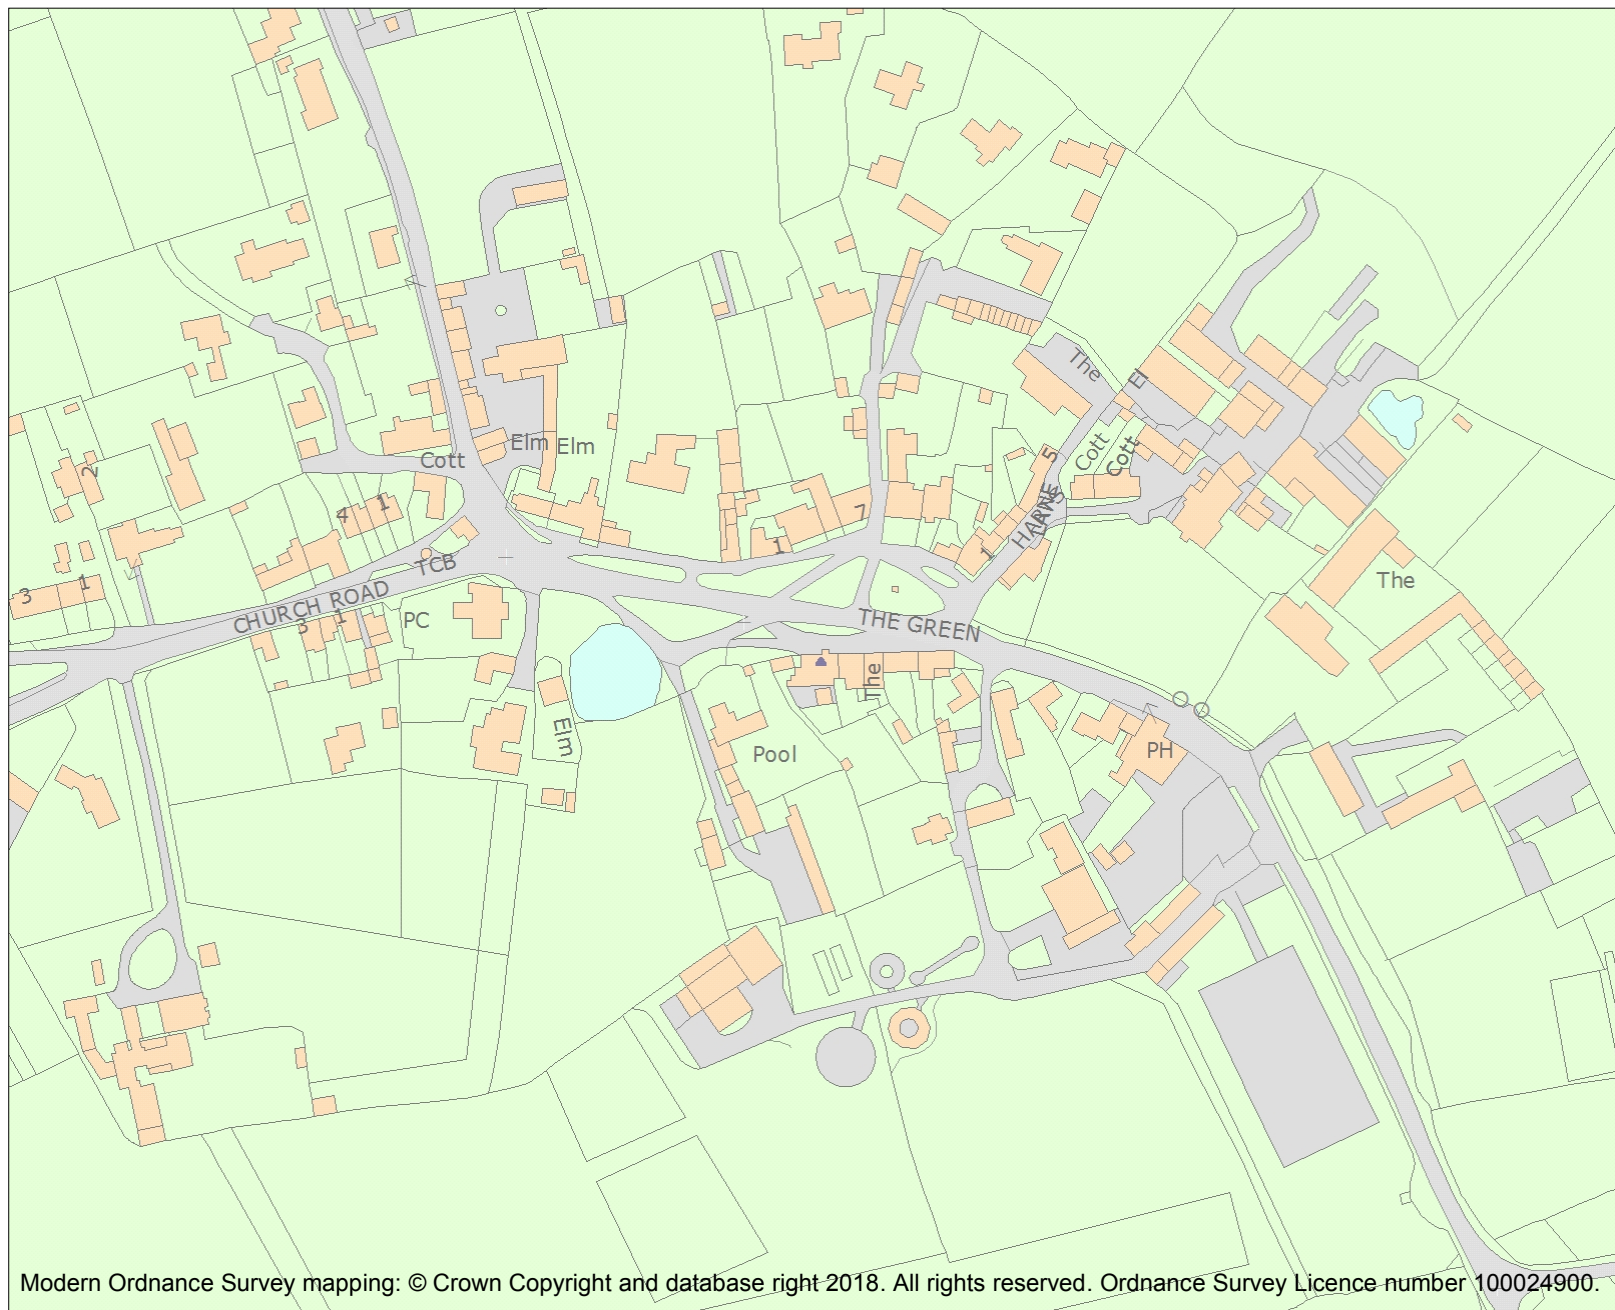 The
El
Elm
Elm
Cott
Cott
Cott
2
5
4
1
7
1
1
HARNE
5
TCB
The
3
1
CHURCH ROAD
3
1
PC
THE GREEN
The
Elm
Pool
PH
Modern Ordnance Survey mapping: © Crown Copyright and database right 2018. All rights reserved. Ordnance Survey Licence number 100024900.